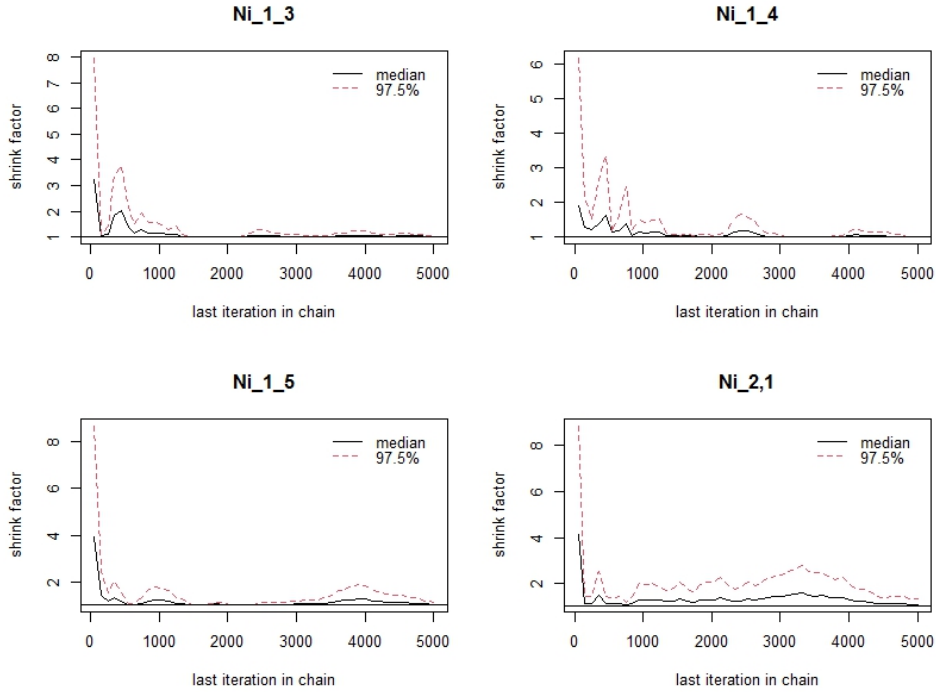 Ni_1_3
shrink factor
8
7
6
5
4
3
2
1
median
97.5%
0 1000 2000 3000 4000 5000
last iteration in chain
Ni_1_4
shrink factor
6
5
4
3
2
1
median
97.5%
0 1000 2000 3000 4000 5000
last iteration in chain
Ni_1_5
shrink factor
8
6
4
2
median
97.5%
0 1000 2000 3000 4000 5000
last iteration in chain
Ni_2,1
shrink factor
8
6
4
2
median
97.5%
0 1000 2000 3000 4000 5000
last iteration in chain